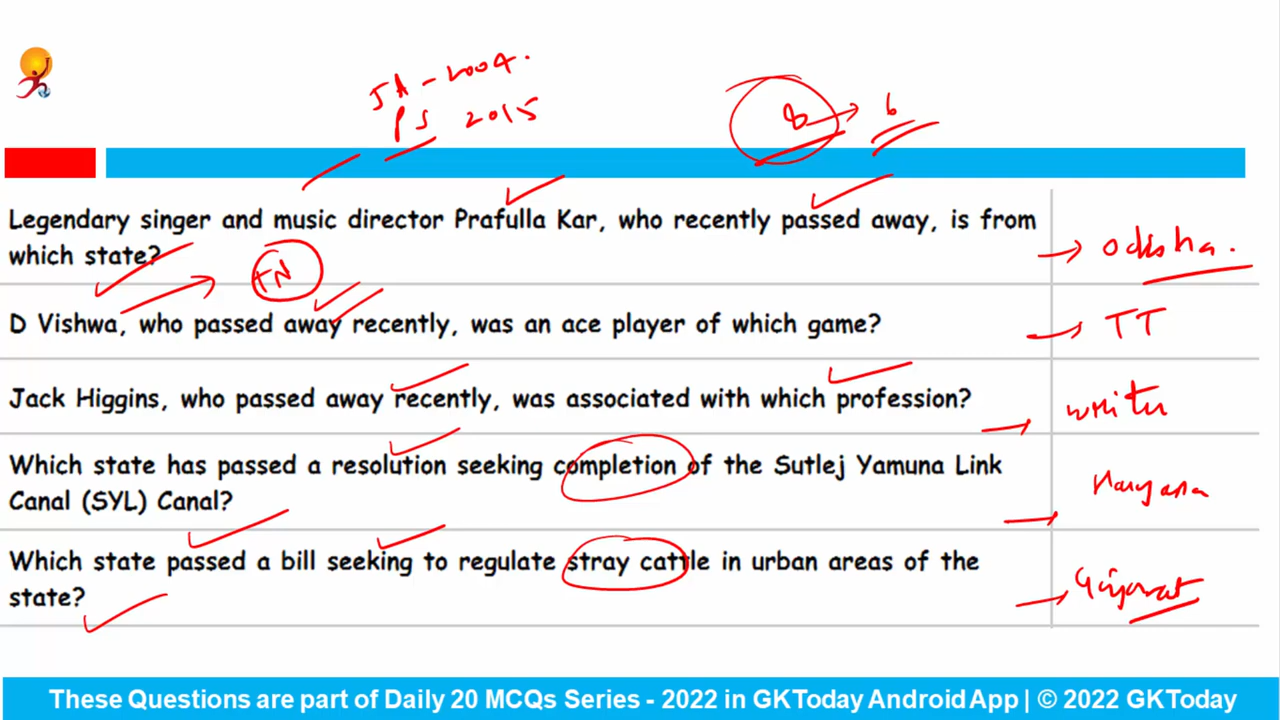 JA - 2004.
PS 2015
8 → 6
Legendary singer and music director Prafulla Kar, who recently passed away, is from
which state?
→ Odisha.
→ TN
D Vishwa, who passed away recently, was an ace player of which game?
→ TT
Jack Higgins, who passed away recently, was associated with which profession?
→ writer
Which state has passed a resolution seeking completion of the Sutlej Yamuna Link
Canal (SYL) Canal?
→ Haryana
Which state passed a bill seeking to regulate stray cattle in urban areas of the
state?
→ Gujarat
These Questions are part of Daily 20 MCQs Series - 2022 in GKToday Android App | © 2022 GKToday